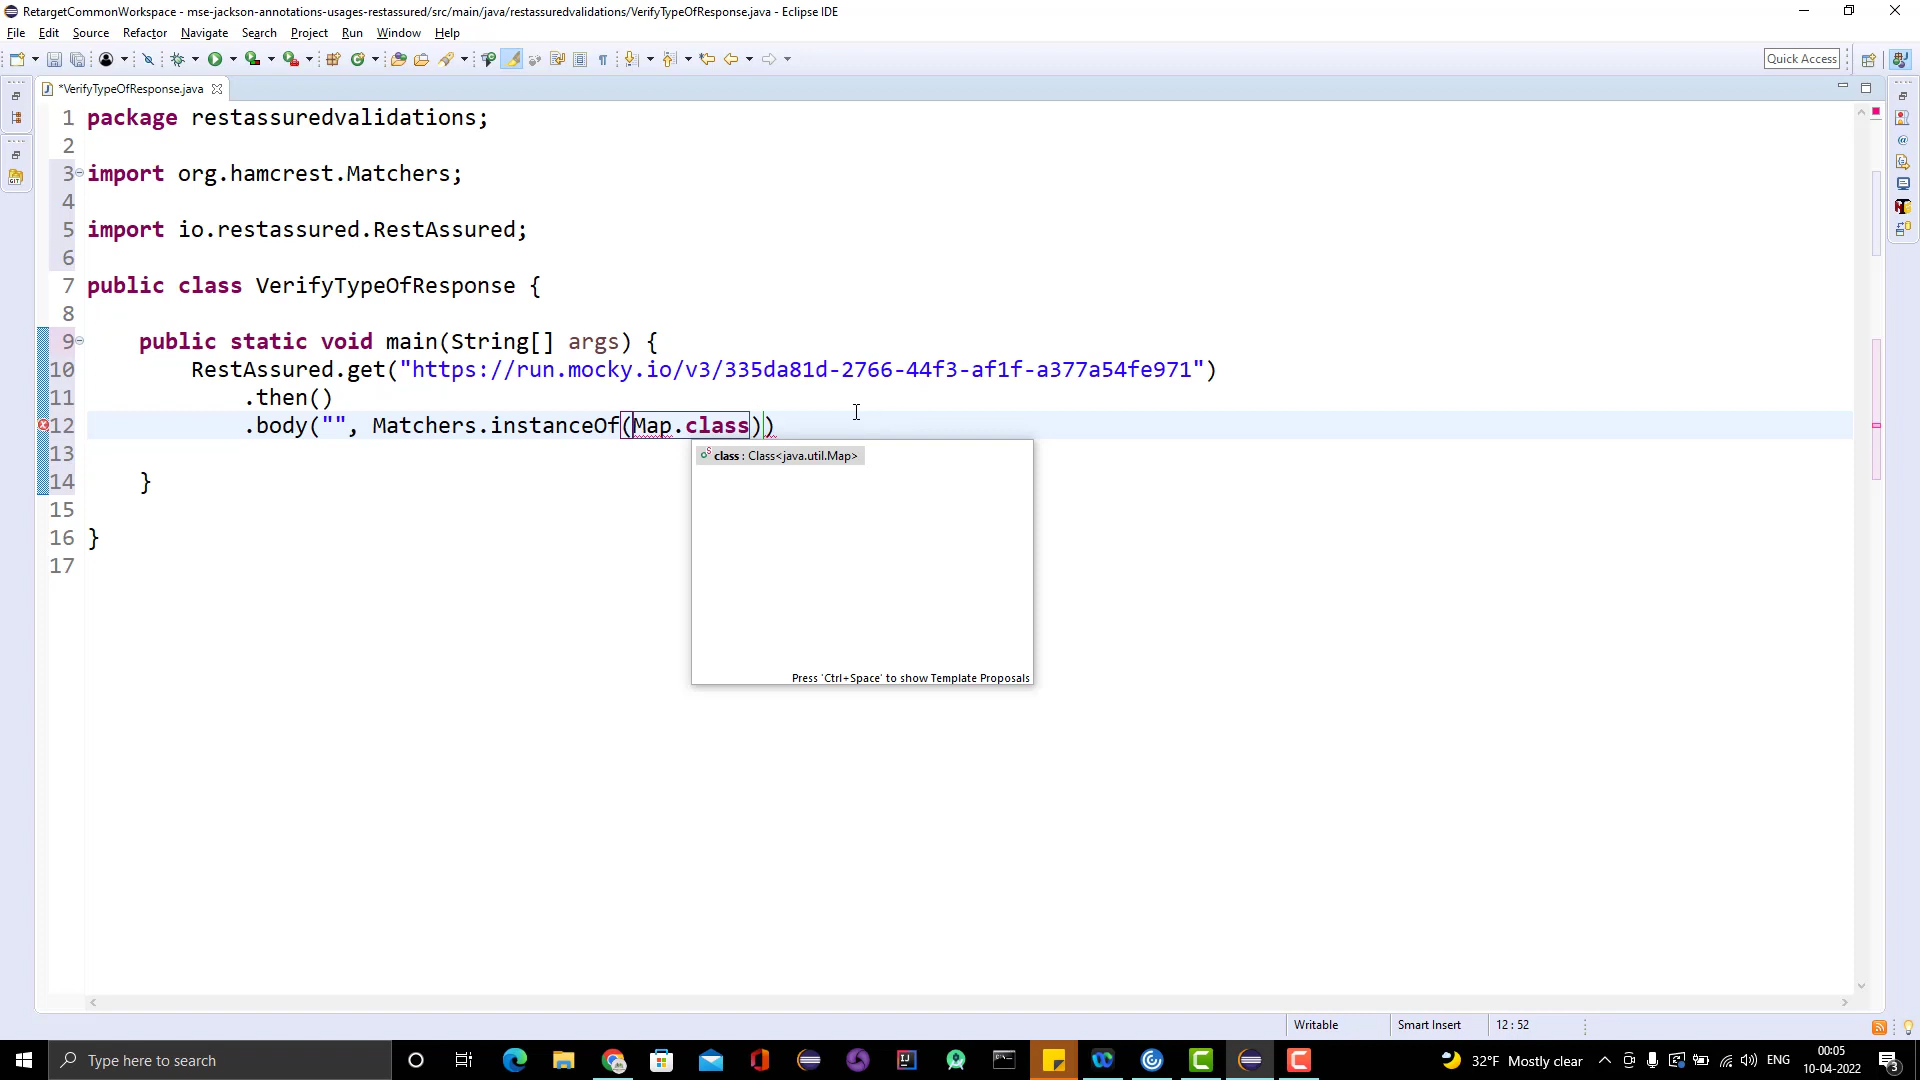 RetargetCommonWorkspace - mse-jackson-annotations-usages-restassured/src/main/java/restassuredvalidations/VerifyTypeOfResponse.java - Eclipse IDE
File Edit Source Refactor Navigate Search Project Run Window Help
Quick Access
*VerifyTypeOfResponse.java
1 package restassuredvalidations;
2
3 import org.hamcrest.Matchers;
4
5 import io.restassured.RestAssured;
6
7 public class VerifyTypeOfResponse {
8
9 public static void main(String[] args) {
10 RestAssured.get("https://run.mocky.io/v3/335da81d-2766-44f3-af1f-a377a54fe971")
11 .then()
12 .body("", Matchers.instanceOf(Map.class))
13
14 }
15
16 }
17
class : Class<java.util.Map>
Press 'Ctrl+Space' to show Template Proposals
Writable Smart Insert 12 : 52
Type here to search
32°F Mostly clear
ENG
00:05
10-04-2022
3